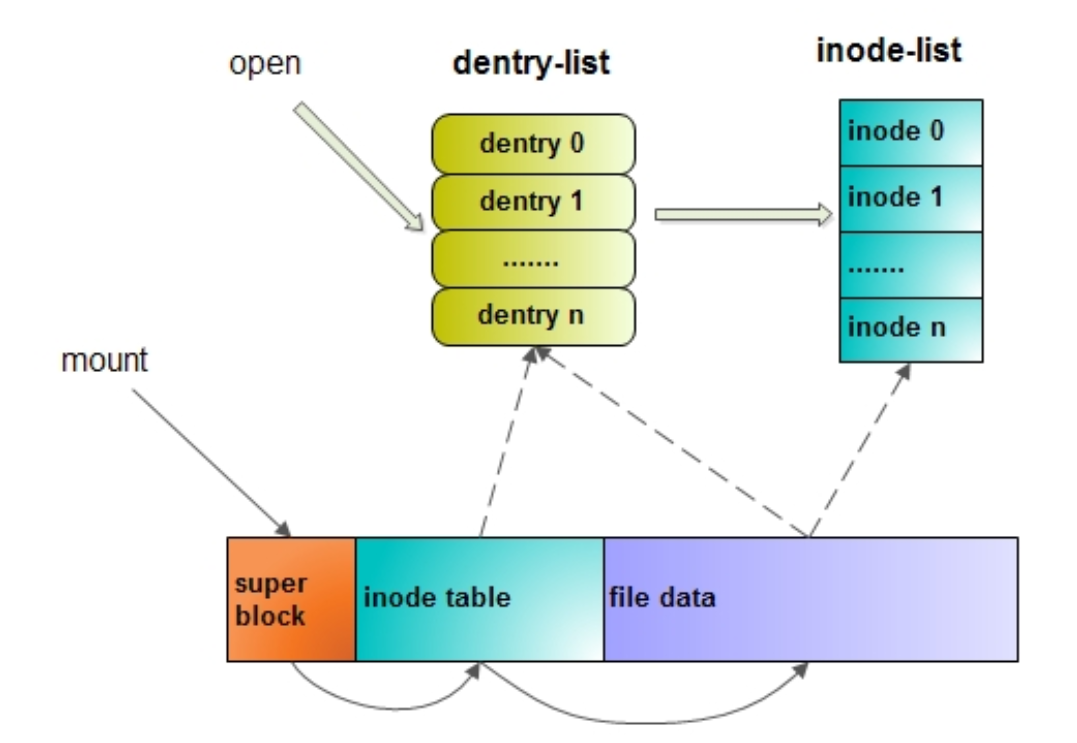 open
dentry-list
inode-list
dentry 0
dentry 1
.......
dentry n
inode 0
inode 1
.......
inode n
mount
super
block
inode table
file data